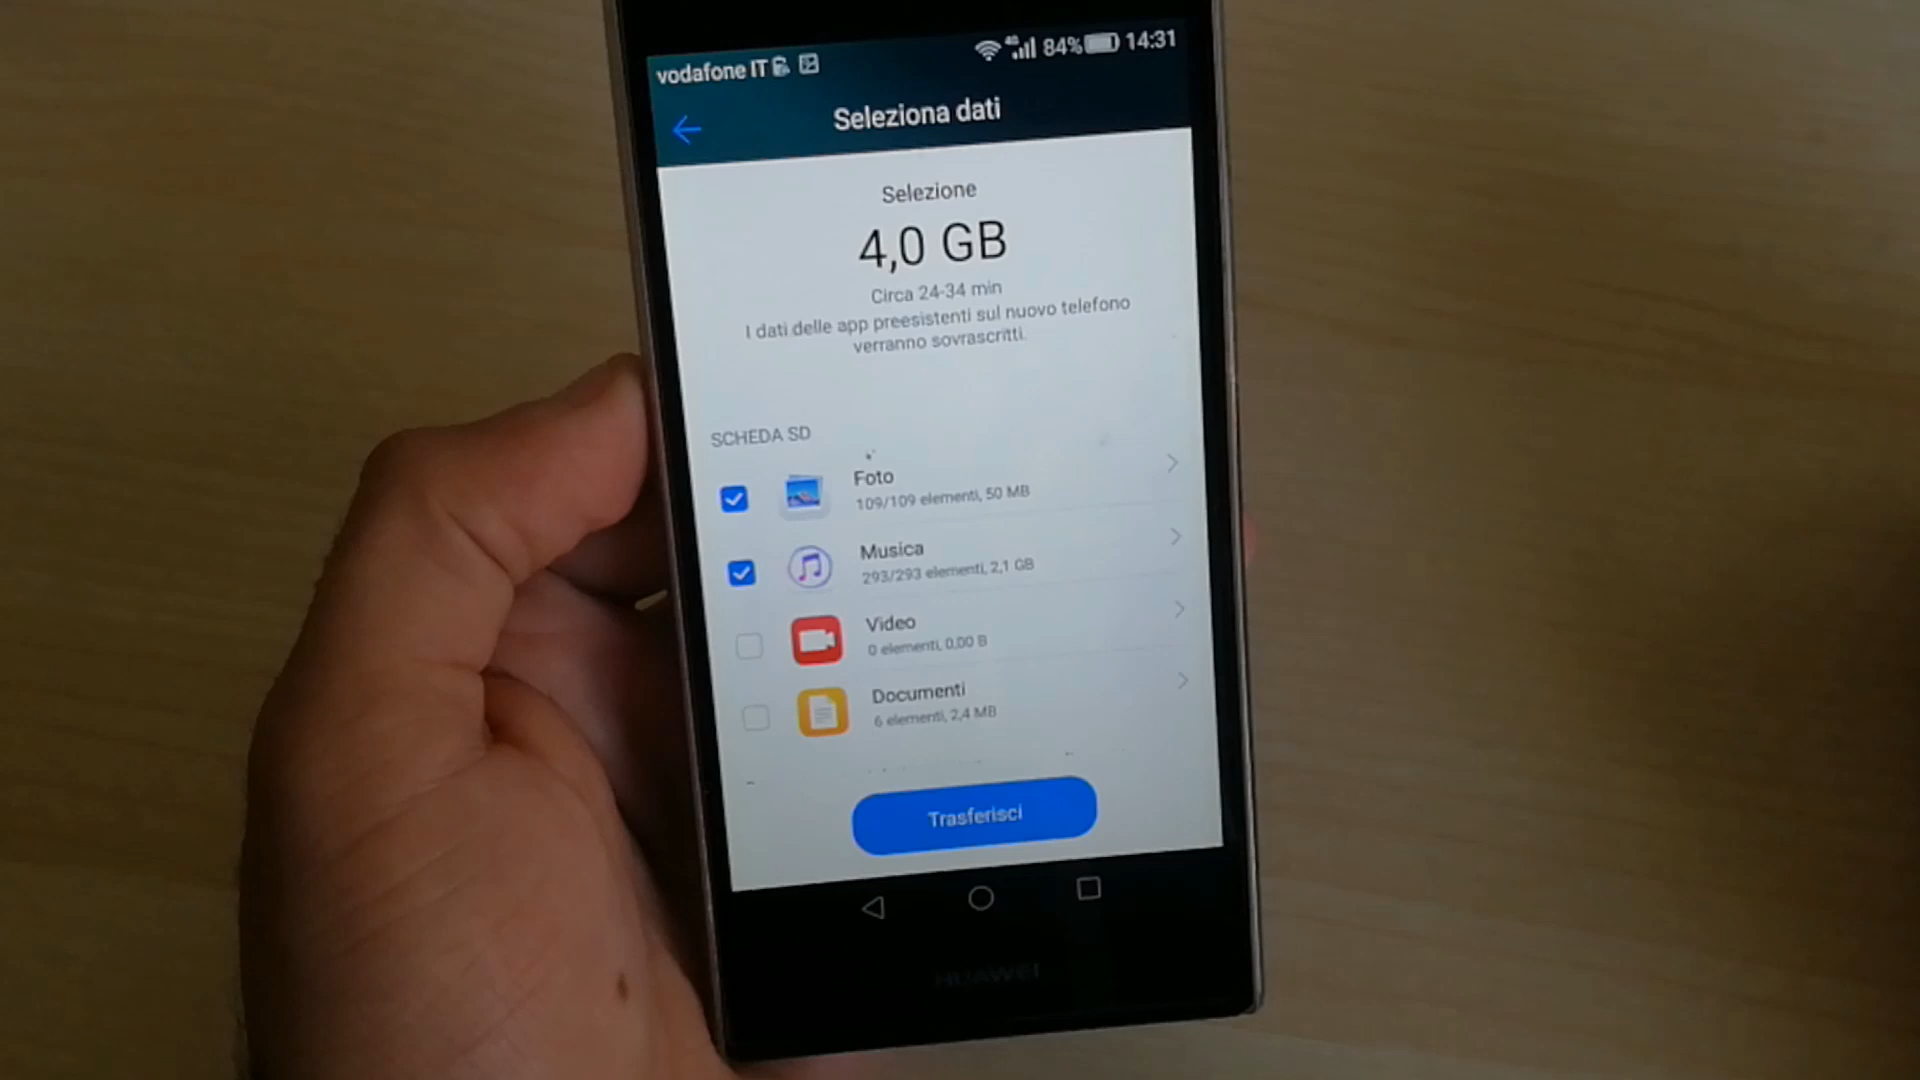 vodafone IT 4G 84% 14:31
Seleziona dati
Selezione
4,0 GB
Circa 24-34 min
I dati delle app preesistenti sul nuovo telefono
verranno sovrascritti.
SCHEDA SD
Foto
109/109 elementi, 50 MB
Musica
293/293 elementi, 2,1 GB
Video
0 elementi, 0,00 B
Documenti
6 elementi, 2,4 MB
Trasferisci
HUAWEI